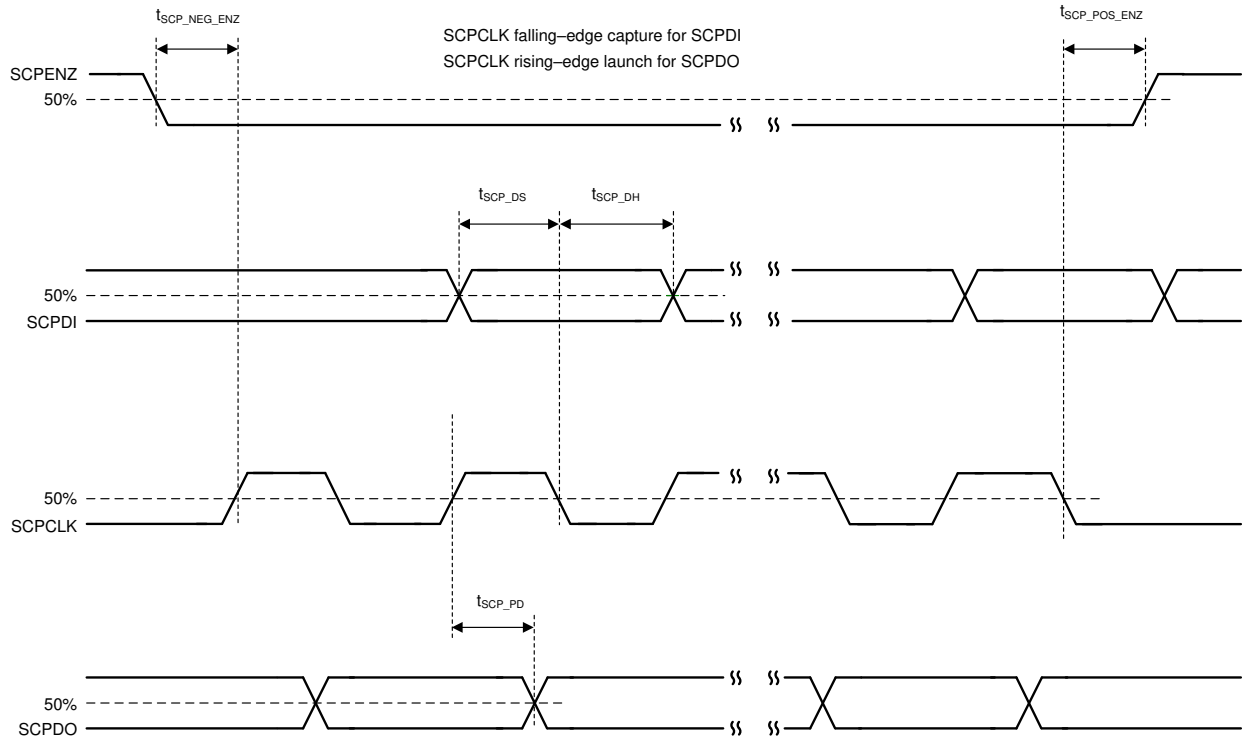 tSCP_NEG_ENZ
tSCP_POS_ENZ
SCPCLK falling–edge capture for SCPDI
SCPCLK rising–edge launch for SCPDO
SCPENZ
50%
tSCP_DS
tSCP_DH
50%
SCPDI
50%
SCPCLK
tSCP_PD
50%
SCPDO